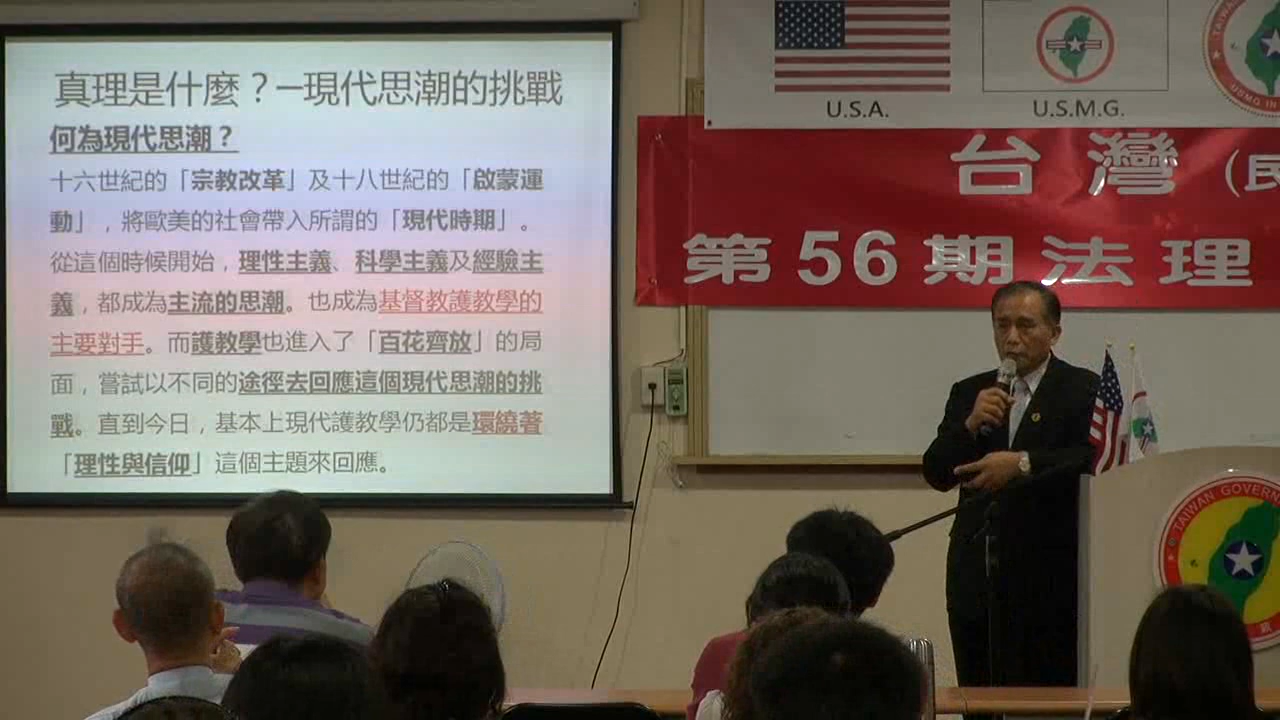 真理是什麼？—現代思潮的挑戰
何為現代思潮？
十六世紀的「宗教改革」及十八世紀的「啟蒙運
動」，將歐美的社會帶入所謂的「現代時期」。
從這個時候開始，理性主義、科學主義及經驗主
義，都成為主流的思潮。也成為基督教護教學的
主要對手。而護教學也進入了「百花齊放」的局
面，嘗試以不同的途徑去回應這個現代思潮的挑
戰。直到今日，基本上現代護教學仍都是環繞著
「理性與信仰」這個主題來回應。
U.S.A.
U.S.M.G.
TAIWAN
USMG IN
台灣（民
第56期法理
TAIWAN GOVERN